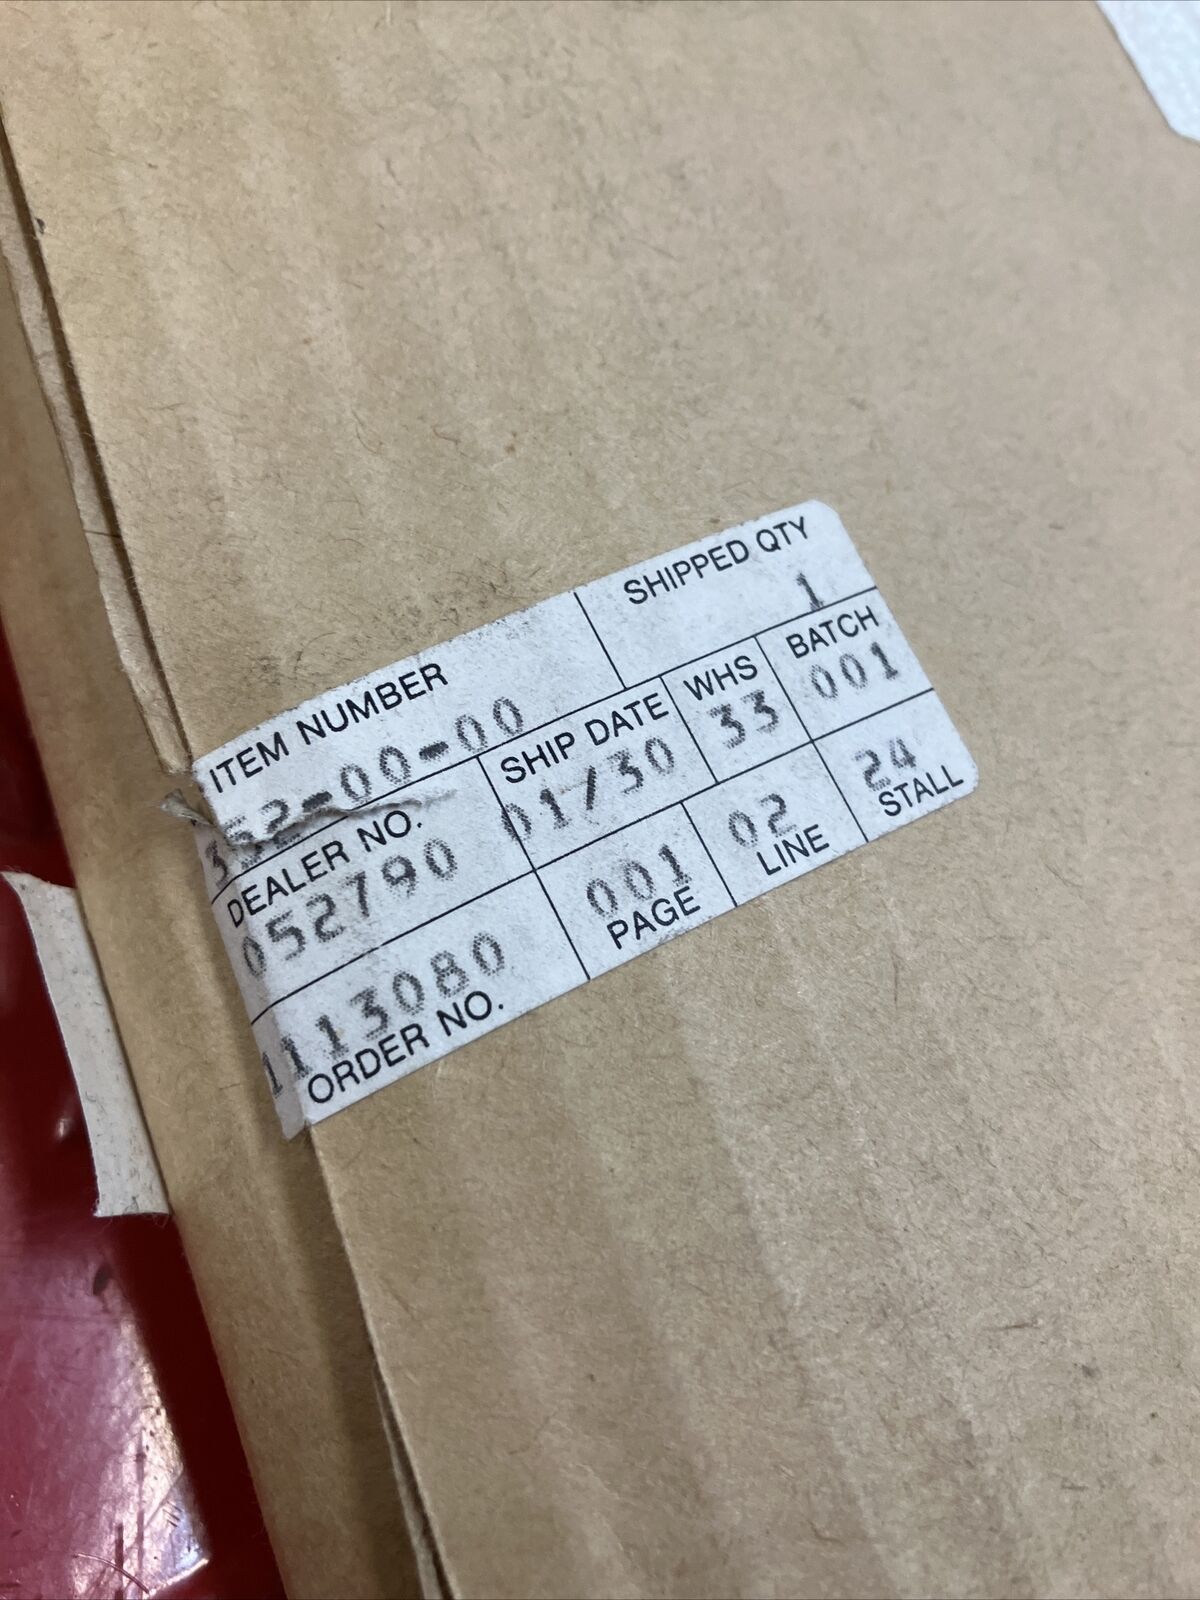 ITEM NUMBER SHIPPED QTY
352-00-00 1
DEALER NO. SHIP DATE WHS BATCH
052790 01/30 33 001
1113080 001 02 24
ORDER NO. PAGE LINE STALL